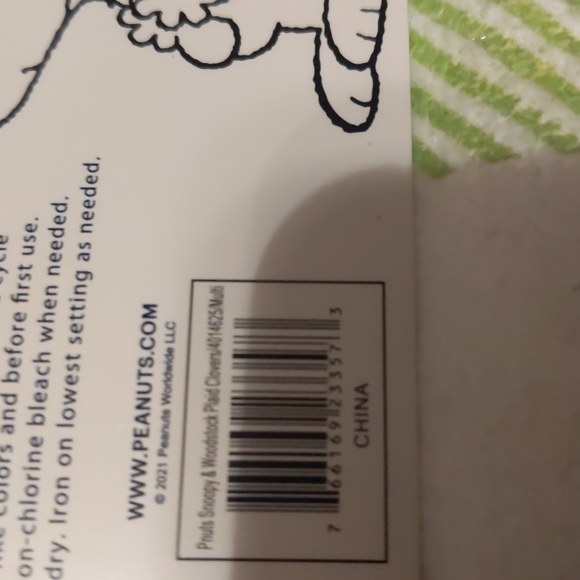 colors and before first use.
on-chlorine bleach when needed.
dry. Iron on lowest setting as needed.
WWW.PEANUTS.COM
© 2021 Peanuts Worldwide LLC
Pnuts Snoopy & Woodstock Plaid Clovers/4014625/Multi
7 66169 23357 3
CHINA